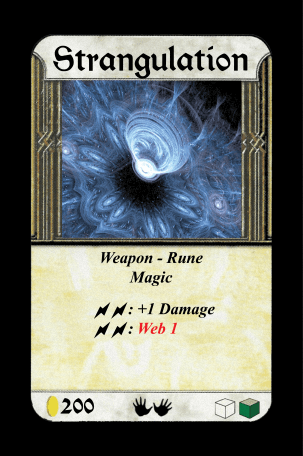 Strangulation
Weapon - Rune
Magic
: +1 Damage
: Web 1
200